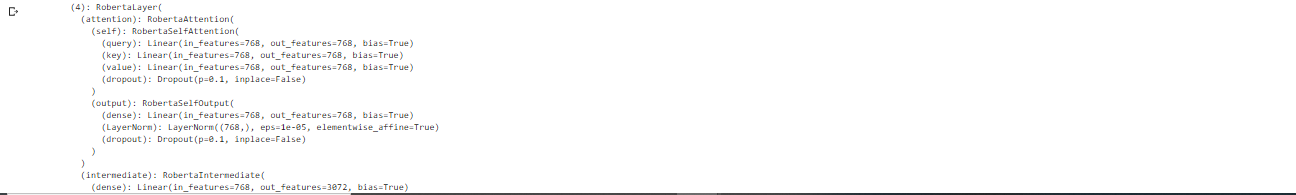 (4): RobertaLayer(
(attention): RobertaAttention(
(self): RobertaSelfAttention(
(query): Linear(in_features=768, out_features=768, bias=True)
(key): Linear(in_features=768, out_features=768, bias=True)
(value): Linear(in_features=768, out_features=768, bias=True)
(dropout): Dropout(p=0.1, inplace=False)
)
(output): RobertaSelfOutput(
(dense): Linear(in_features=768, out_features=768, bias=True)
(LayerNorm): LayerNorm((768,), eps=1e-05, elementwise_affine=True)
(dropout): Dropout(p=0.1, inplace=False)
)
)
(intermediate): RobertaIntermediate(
(dense): Linear(in_features=768, out_features=3072, bias=True)